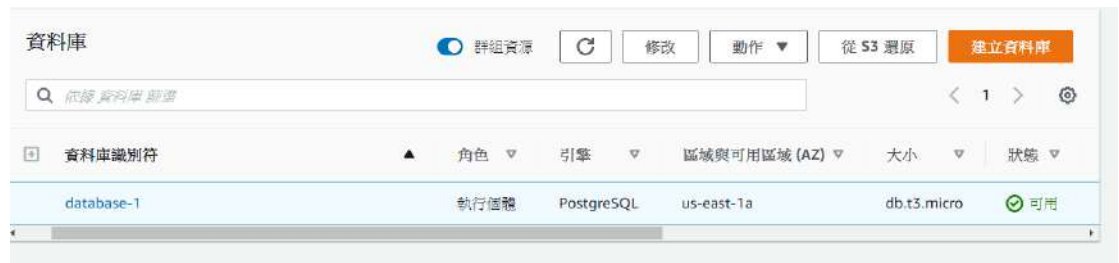 資料庫
群組資源
修改
動作 ▼
從 S3 還原
建立資料庫
依據 資料庫 篩選
1
資料庫識別符 角色 引擎 區域與可用區域 (AZ) 大小 狀態
database-1 執行個體 PostgreSQL us-east-1a db.t3.micro 可用